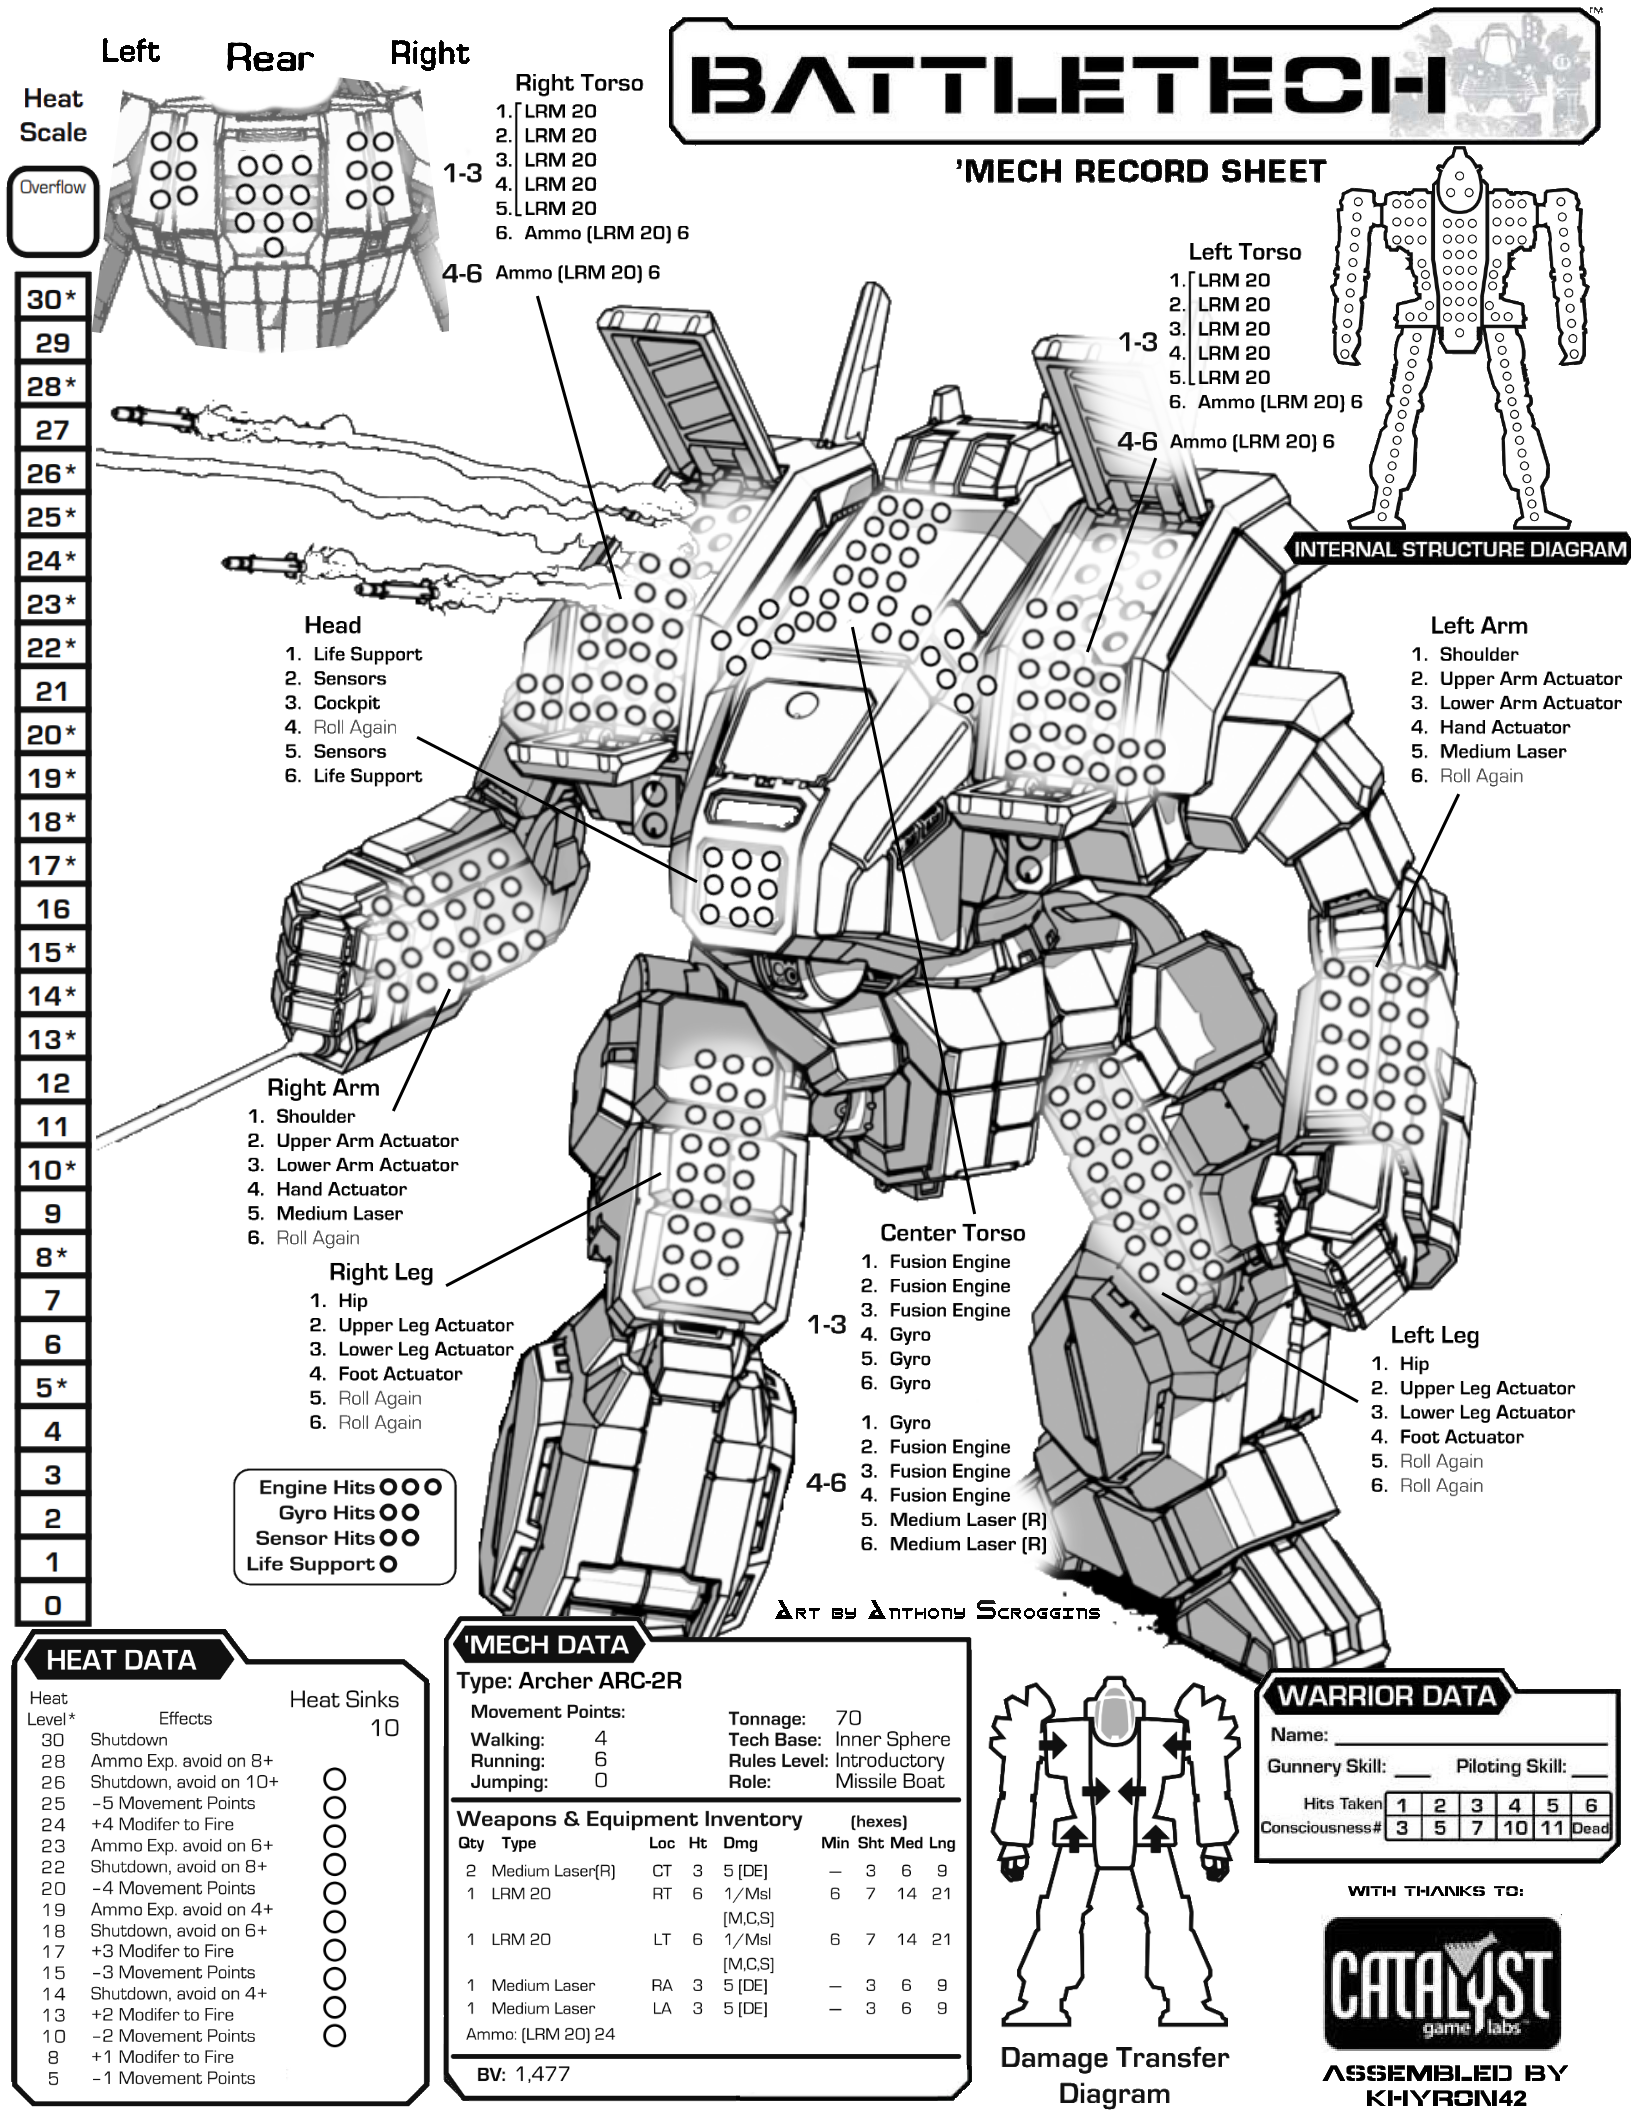 Left Rear Right
BATTLETECH
™
'MECH RECORD SHEET
Heat
Scale
Overflow
30*
29
28*
27
26*
25*
24*
23*
22*
21
20*
19*
18*
17*
16
15*
14*
13*
12
11
10*
9
8*
7
6
5*
4
3
2
1
0
Right Torso
1-3
1. LRM 20
2. LRM 20
3. LRM 20
4. LRM 20
5. LRM 20
6. Ammo (LRM 20) 6
4-6 Ammo (LRM 20) 6
Left Torso
1-3
1. LRM 20
2. LRM 20
3. LRM 20
4. LRM 20
5. LRM 20
6. Ammo (LRM 20) 6
4-6 Ammo (LRM 20) 6
INTERNAL STRUCTURE DIAGRAM
Head
1. Life Support
2. Sensors
3. Cockpit
4. Roll Again
5. Sensors
6. Life Support
Left Arm
1. Shoulder
2. Upper Arm Actuator
3. Lower Arm Actuator
4. Hand Actuator
5. Medium Laser
6. Roll Again
Right Arm
1. Shoulder
2. Upper Arm Actuator
3. Lower Arm Actuator
4. Hand Actuator
5. Medium Laser
6. Roll Again
Right Leg
1. Hip
2. Upper Leg Actuator
3. Lower Leg Actuator
4. Foot Actuator
5. Roll Again
6. Roll Again
Center Torso
1-3
1. Fusion Engine
2. Fusion Engine
3. Fusion Engine
4. Gyro
5. Gyro
6. Gyro
4-6
1. Gyro
2. Fusion Engine
3. Fusion Engine
4. Fusion Engine
5. Medium Laser (R)
6. Medium Laser (R)
Left Leg
1. Hip
2. Upper Leg Actuator
3. Lower Leg Actuator
4. Foot Actuator
5. Roll Again
6. Roll Again
Engine Hits
Gyro Hits
Sensor Hits
Life Support
Art by Anthony Scroggins
HEAT DATA
Heat
Level* Effects
Heat Sinks
10
30 Shutdown
28 Ammo Exp. avoid on 8+
26 Shutdown, avoid on 10+
25 -5 Movement Points
24 +4 Modifer to Fire
23 Ammo Exp. avoid on 6+
22 Shutdown, avoid on 8+
20 -4 Movement Points
19 Ammo Exp. avoid on 4+
18 Shutdown, avoid on 6+
17 +3 Modifer to Fire
15 -3 Movement Points
14 Shutdown, avoid on 4+
13 +2 Modifer to Fire
10 -2 Movement Points
8 +1 Modifer to Fire
5 -1 Movement Points
'MECH DATA
Type: Archer ARC-2R
Movement Points:
Walking: 4
Running: 6
Jumping: 0
Tonnage: 70
Tech Base: Inner Sphere
Rules Level: Introductory
Role: Missile Boat
Weapons & Equipment Inventory (hexes)
Qty Type Loc Ht Dmg Min Sht Med Lng
2 Medium Laser(R) CT 3 5 [DE] — 3 6 9
1 LRM 20 RT 6 1/Msl 6 7 14 21
[M,C,S]
1 LRM 20 LT 6 1/Msl 6 7 14 21
[M,C,S]
1 Medium Laser RA 3 5 [DE] — 3 6 9
1 Medium Laser LA 3 5 [DE] — 3 6 9
Ammo: (LRM 20) 24
BV: 1,477
Damage Transfer
Diagram
WARRIOR DATA
Name:
Gunnery Skill: Piloting Skill:
Hits Taken 1 2 3 4 5 6
Consciousness# 3 5 7 10 11 Dead
WITH THANKS TO:
CATALYST
game labs™
ASSEMBLED BY
KHYRON42